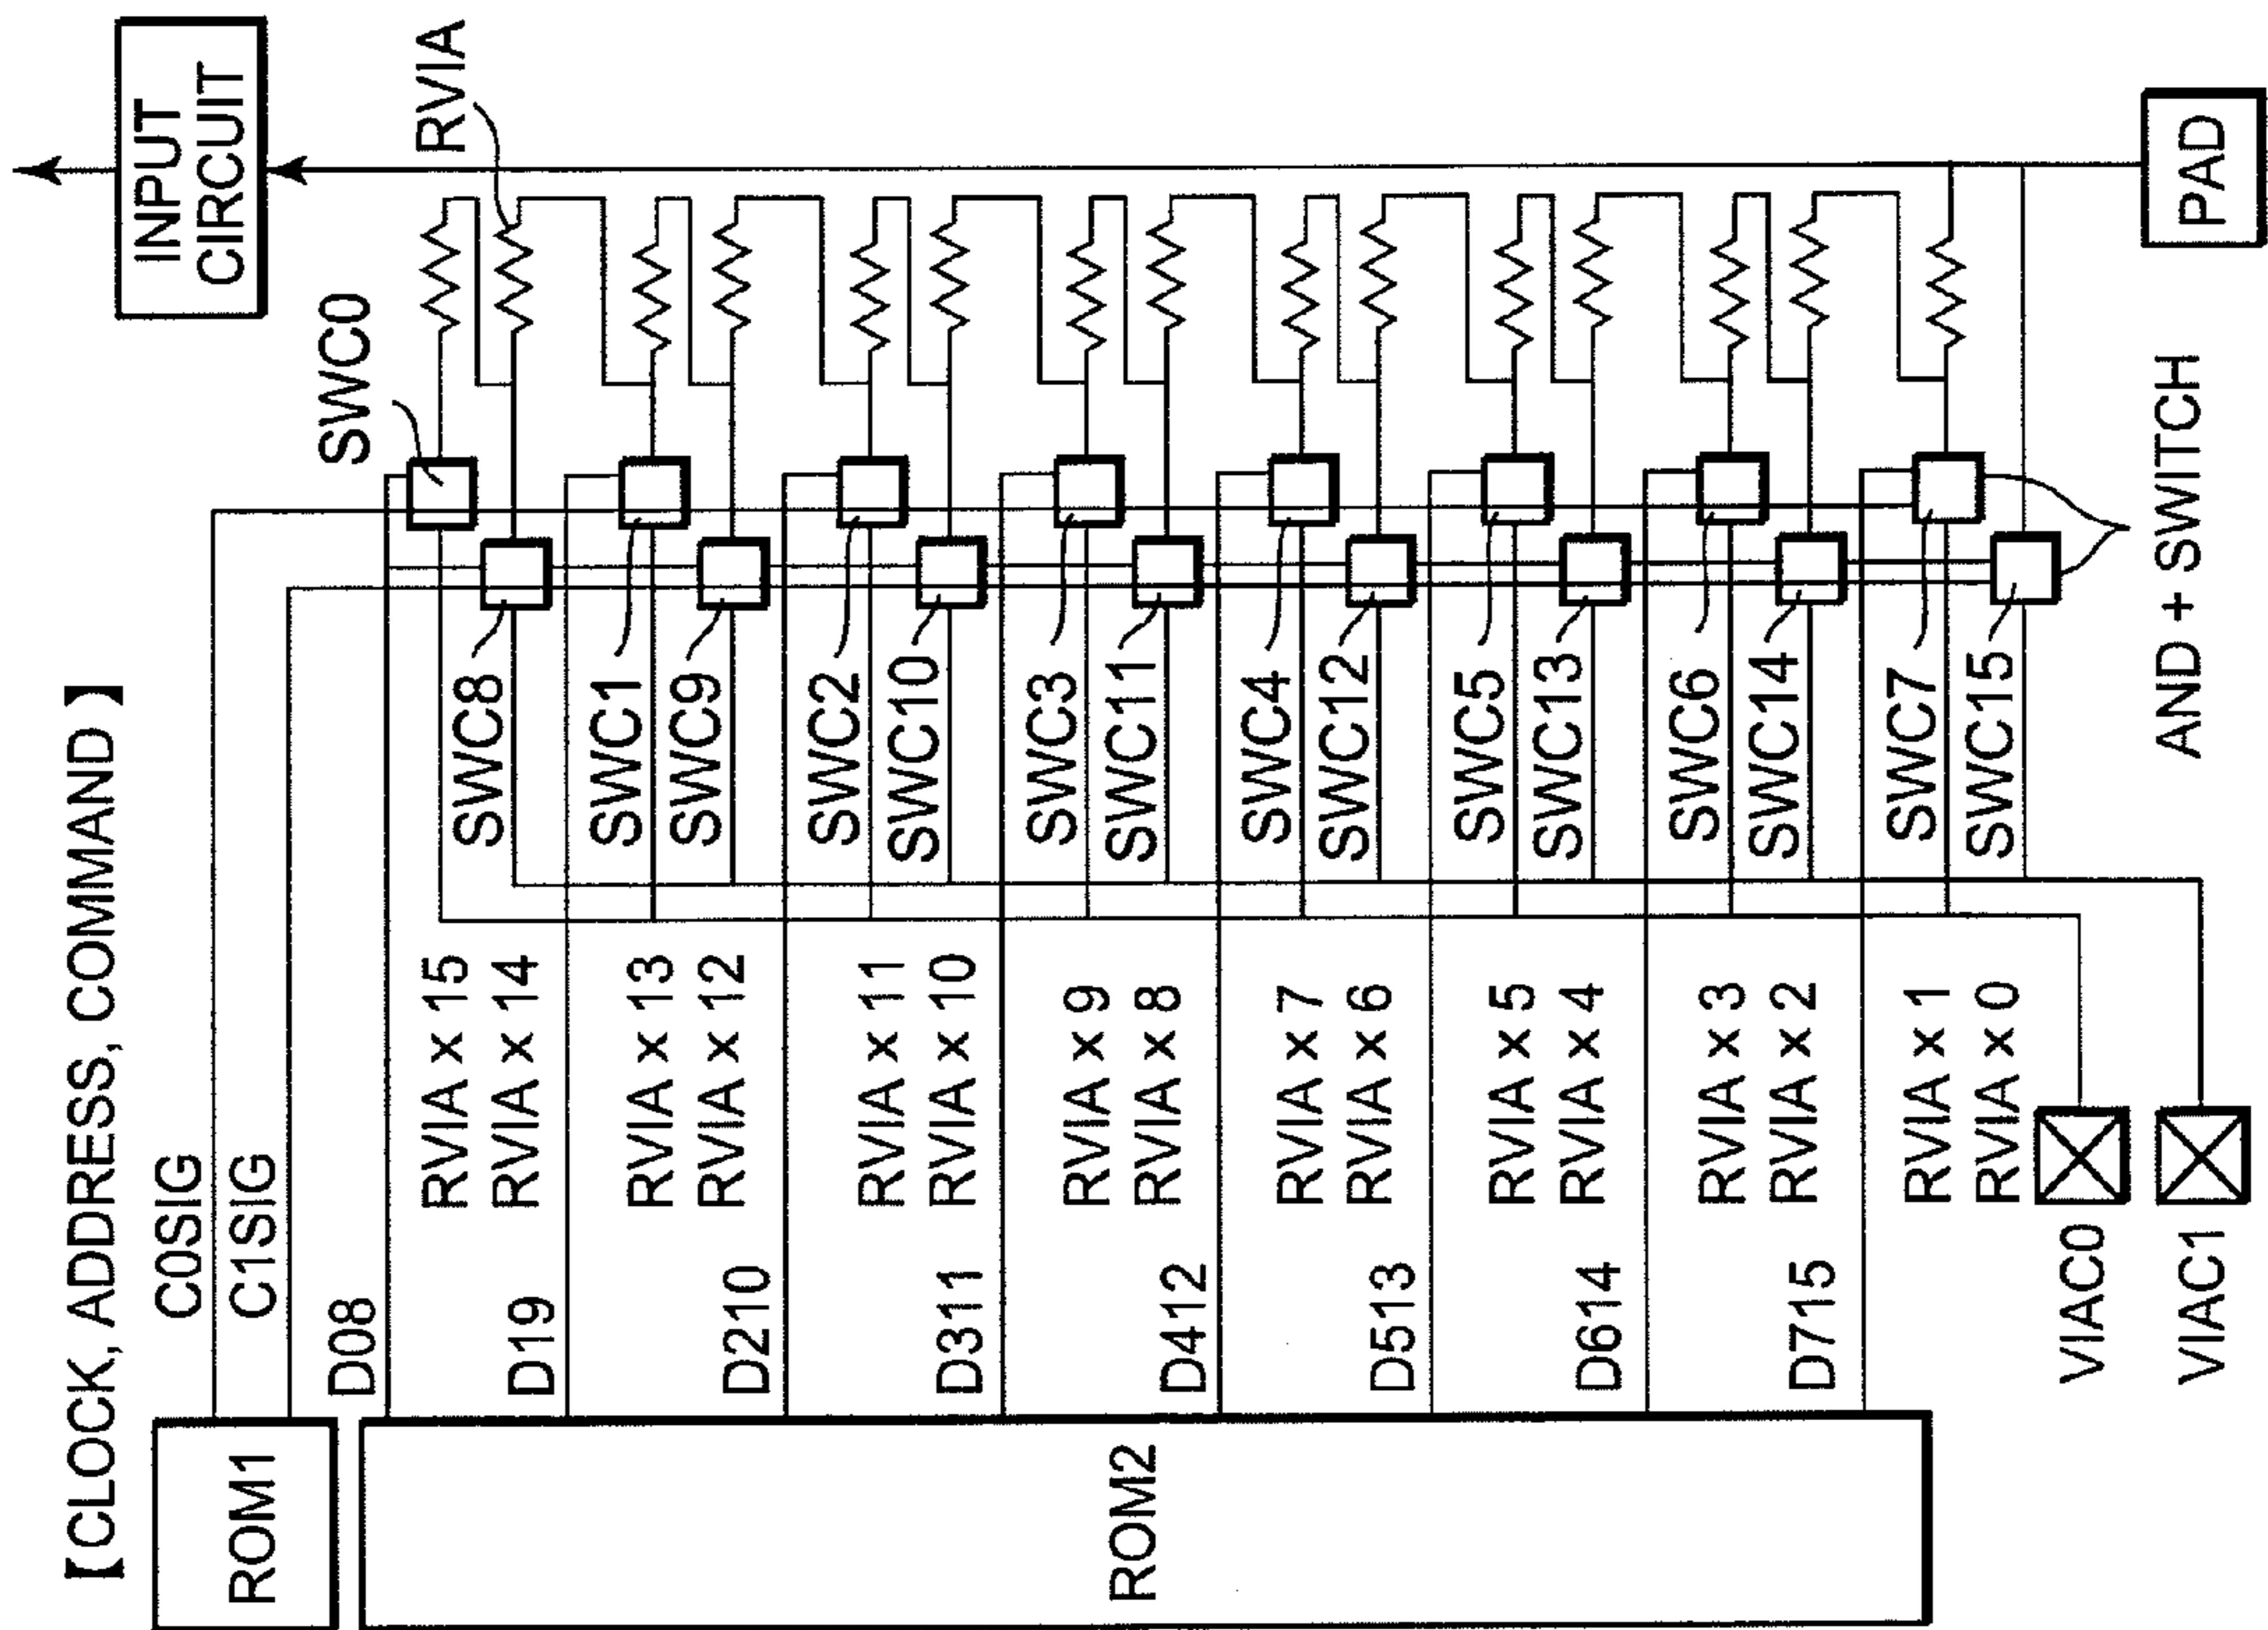 【CLOCK, ADDRESS, COMMAND】
ROM1
C0SIG
C1SIG
ROM2
D08
RVIA x 15
RVIA x 14
D19
RVIA x 13
RVIA x 12
D210
RVIA x 11
RVIA x 10
D311
RVIA x 9
RVIA x 8
D412
RVIA x 7
RVIA x 6
D513
RVIA x 5
RVIA x 4
D614
RVIA x 3
RVIA x 2
D715
RVIA x 1
RVIA x 0
VIAC0
VIAC1
SWC0
SWC8
SWC1
SWC9
SWC2
SWC10
SWC3
SWC11
SWC4
SWC12
SWC5
SWC13
SWC6
SWC14
SWC7
SWC15
AND + SWITCH
INPUT
CIRCUIT
RVIA
PAD